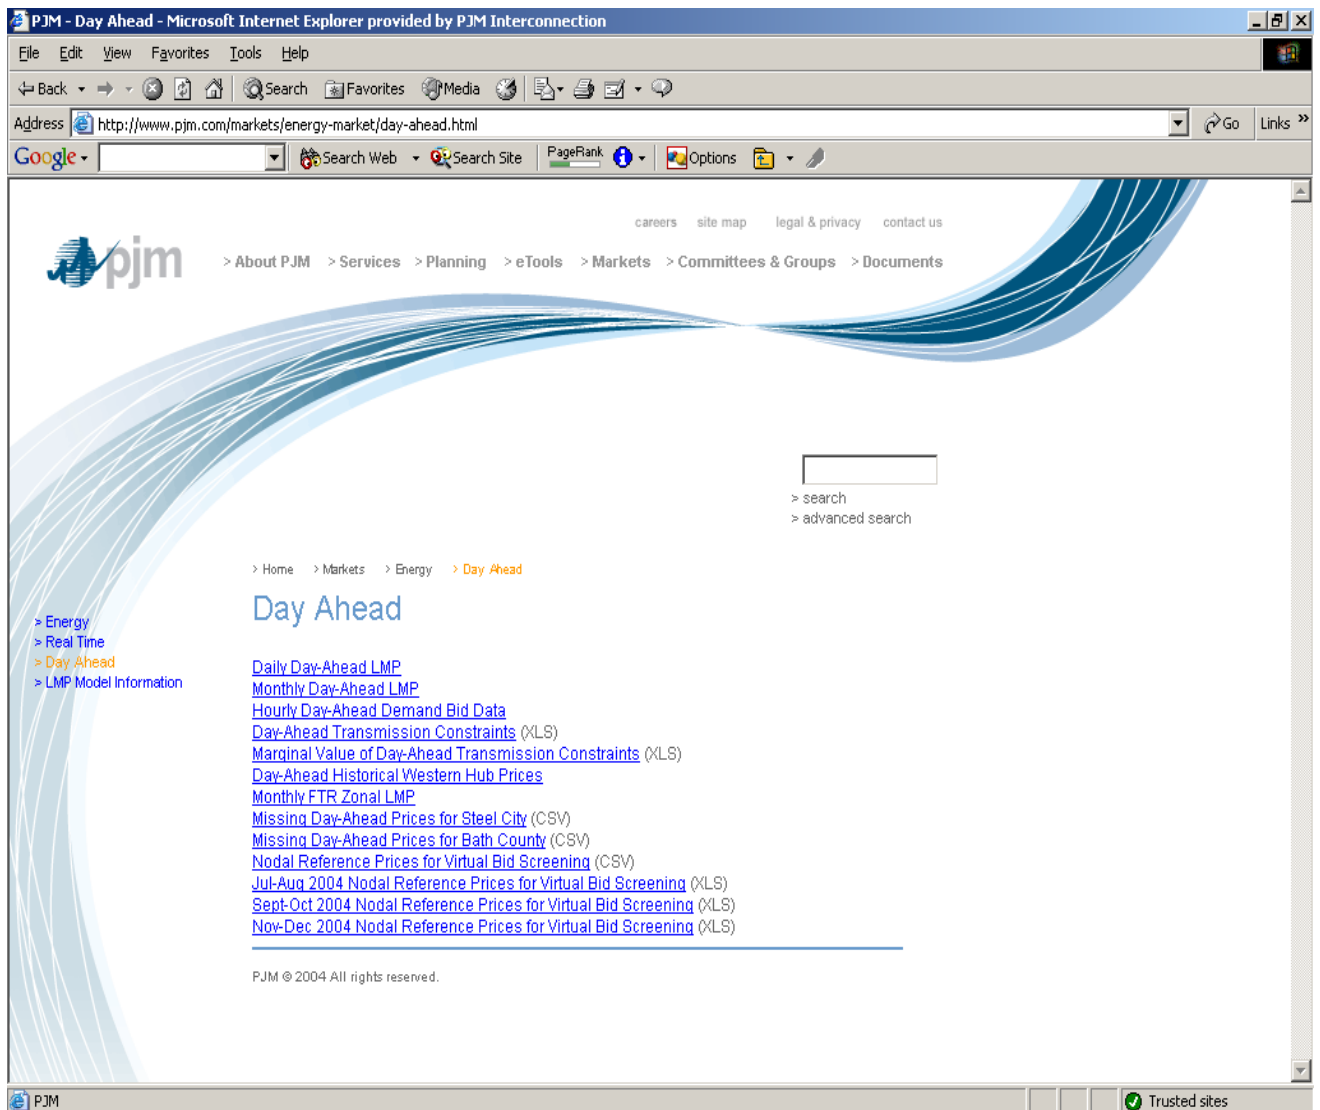 PJM - Day Ahead - Microsoft Internet Explorer provided by PJM Interconnection
File Edit View Favorites Tools Help
Back Search Favorites Media
Address http://www.pjm.com/markets/energy-market/day-ahead.html Go Links »
Google Search Web Search Site PageRank Options
careers site map legal & privacy contact us
pjm
> About PJM > Services > Planning > eTools > Markets > Committees & Groups > Documents
> search
> advanced search
> Home > Markets > Energy > Day Ahead
Day Ahead
> Energy
> Real Time
> Day Ahead
> LMP Model Information
Daily Day-Ahead LMP
Monthly Day-Ahead LMP
Hourly Day-Ahead Demand Bid Data
Day-Ahead Transmission Constraints (XLS)
Marginal Value of Day-Ahead Transmission Constraints (XLS)
Day-Ahead Historical Western Hub Prices
Monthly FTR Zonal LMP
Missing Day-Ahead Prices for Steel City (CSV)
Missing Day-Ahead Prices for Bath County (CSV)
Nodal Reference Prices for Virtual Bid Screening (CSV)
Jul-Aug 2004 Nodal Reference Prices for Virtual Bid Screening (XLS)
Sept-Oct 2004 Nodal Reference Prices for Virtual Bid Screening (XLS)
Nov-Dec 2004 Nodal Reference Prices for Virtual Bid Screening (XLS)
PJM © 2004 All rights reserved.
PJM Trusted sites